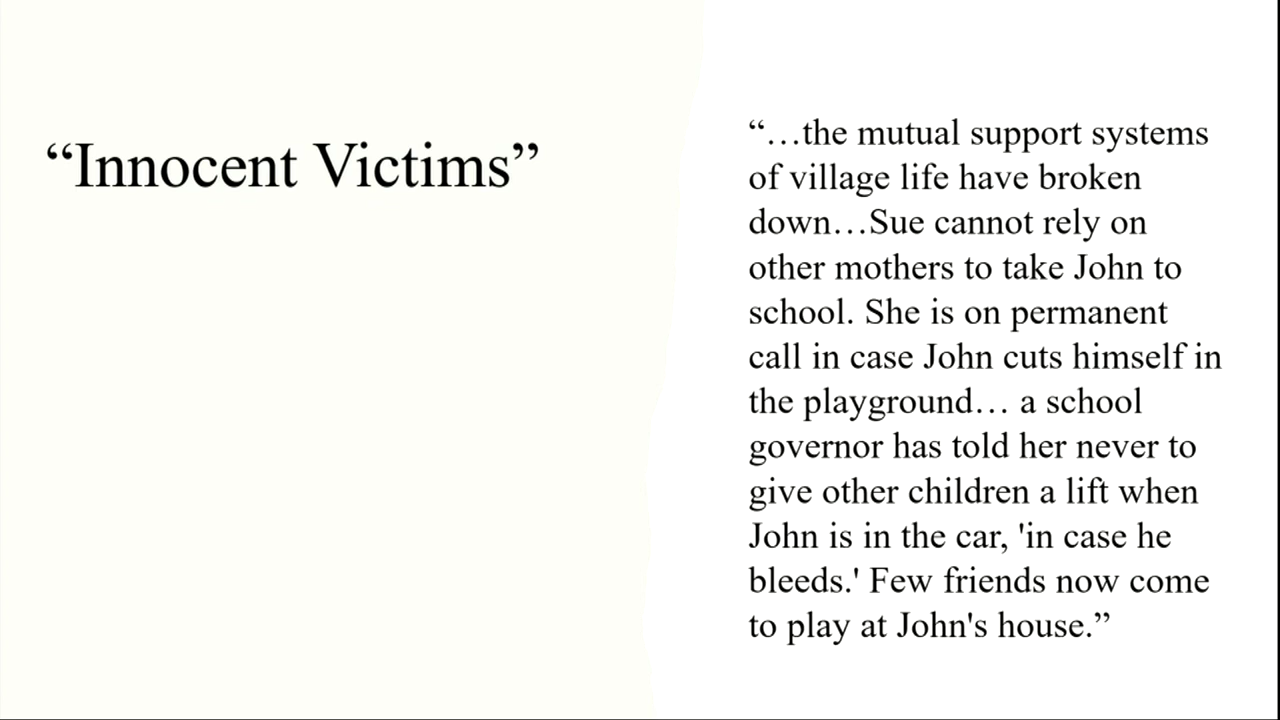 “Innocent Victims”
“…the mutual support systems
of village life have broken
down…Sue cannot rely on
other mothers to take John to
school. She is on permanent
call in case John cuts himself in
the playground… a school
governor has told her never to
give other children a lift when
John is in the car, 'in case he
bleeds.' Few friends now come
to play at John's house.”